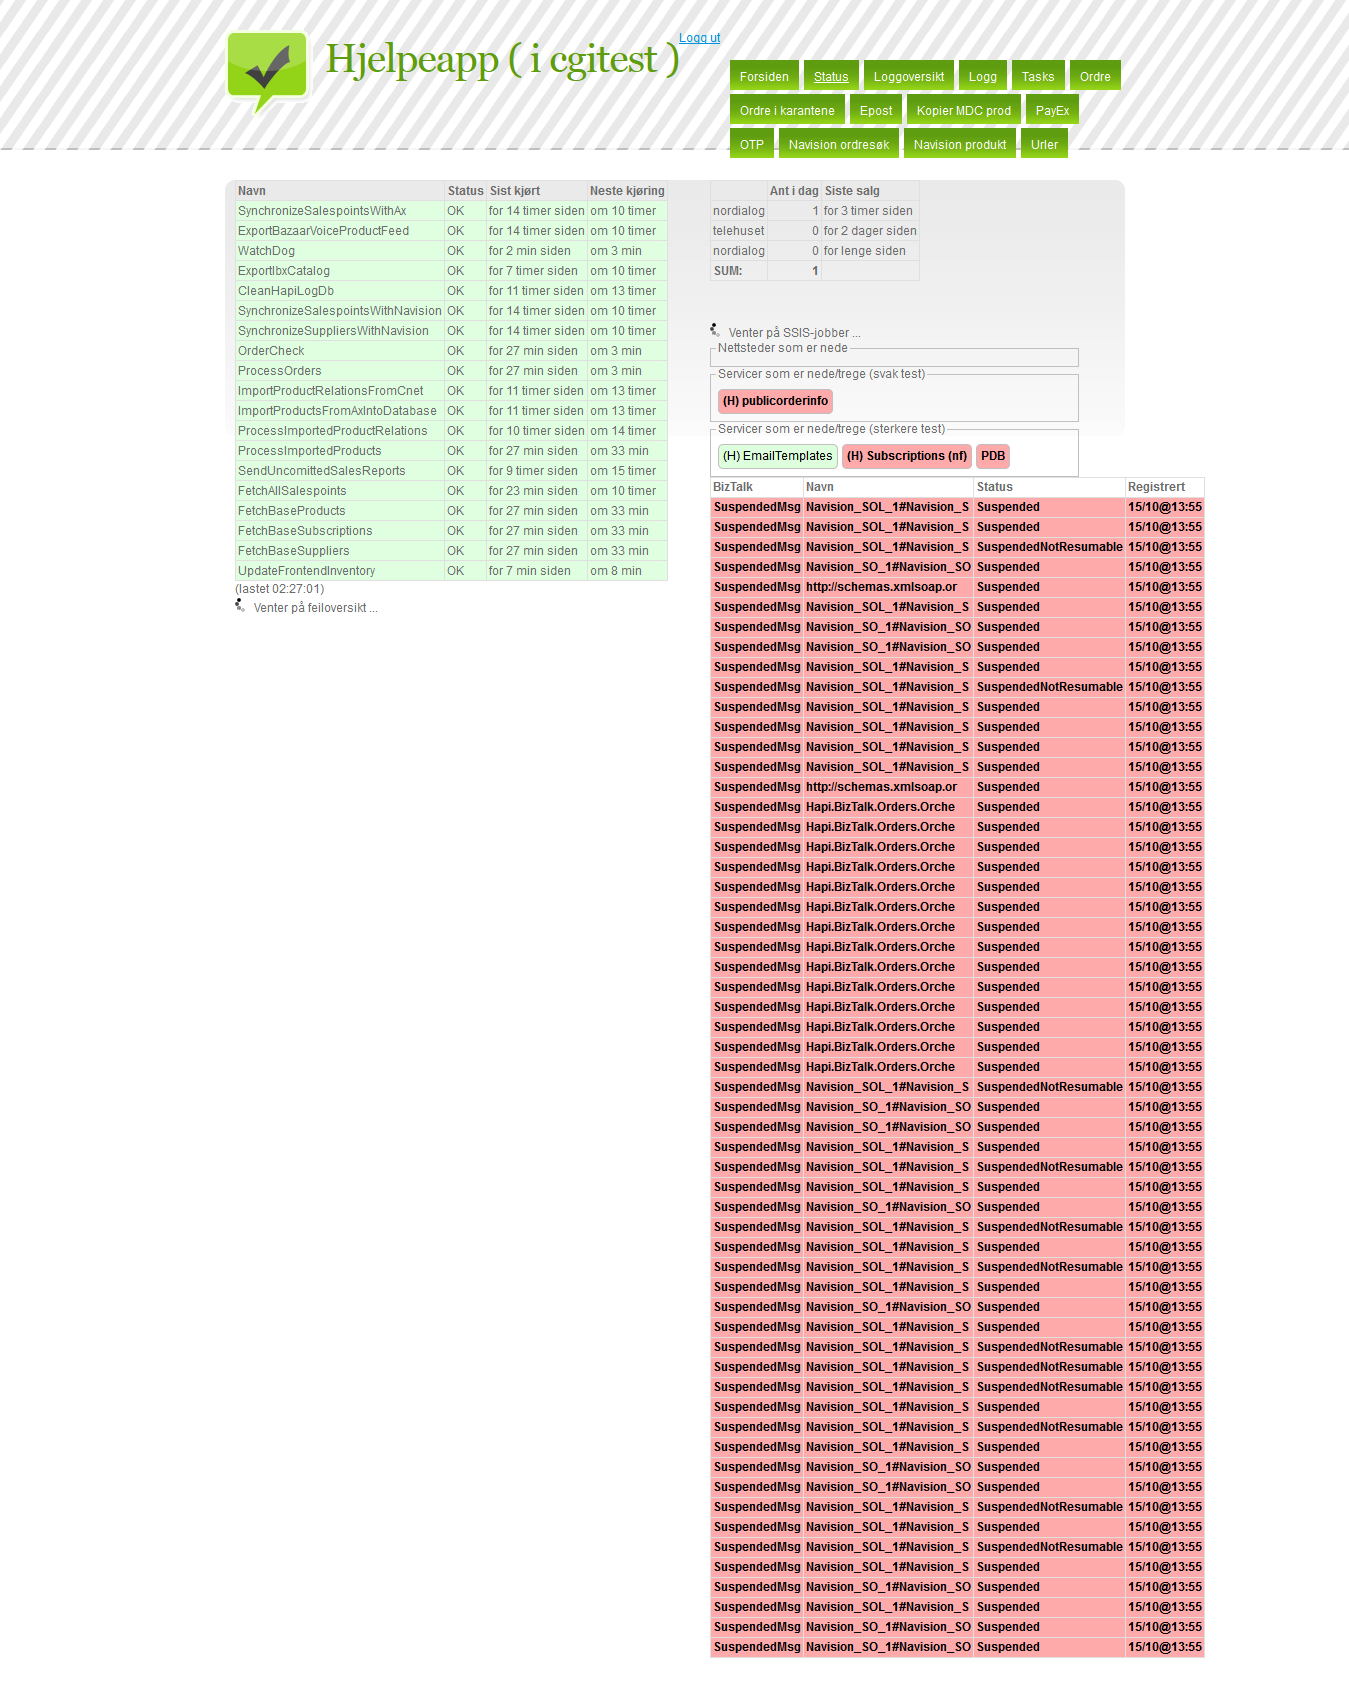 Hjelpeapp ( i cgitest )
Logg ut
Forsiden Status Loggoversikt Logg Tasks Ordre
Ordre i karantene Epost Kopier MDC prod PayEx
OTP Navision ordresøk Navision produkt Urler
Navn Status Sist kjørt Neste kjøring
SynchronizeSalespointsWithAx OK for 14 timer siden om 10 timer
ExportBazaarVoiceProductFeed OK for 14 timer siden om 10 timer
WatchDog OK for 2 min siden om 3 min
ExportIbxCatalog OK for 7 timer siden om 10 timer
CleanHapiLogDb OK for 11 timer siden om 13 timer
SynchronizeSalespointsWithNavision OK for 14 timer siden om 10 timer
SynchronizeSuppliersWithNavision OK for 14 timer siden om 10 timer
OrderCheck OK for 27 min siden om 3 min
ProcessOrders OK for 27 min siden om 3 min
ImportProductRelationsFromCnet OK for 11 timer siden om 13 timer
ImportProductsFromAxIntoDatabase OK for 11 timer siden om 13 timer
ProcessImportedProductRelations OK for 10 timer siden om 14 timer
ProcessImportedProducts OK for 27 min siden om 33 min
SendUncomittedSalesReports OK for 9 timer siden om 15 timer
FetchAllSalespoints OK for 23 min siden om 10 timer
FetchBaseProducts OK for 27 min siden om 33 min
FetchBaseSubscriptions OK for 27 min siden om 33 min
FetchBaseSuppliers OK for 27 min siden om 33 min
UpdateFrontendInventory OK for 7 min siden om 8 min
(lastet 02:27:01)
Venter på feiloversikt ...
Ant i dag Siste salg
nordialog 1 for 3 timer siden
telehuset 0 for 2 dager siden
nordialog 0 for lenge siden
SUM: 1
Venter på SSIS-jobber ...
Nettsteder som er nede
Servicer som er nede/trege (svak test)
(H) publicorderinfo
Servicer som er nede/trege (sterkere test)
(H) EmailTemplates (H) Subscriptions (nf) PDB
BizTalk Navn Status Registrert
SuspendedMsg Navision_SOL_1#Navision_S Suspended 15/10@13:55
SuspendedMsg Navision_SOL_1#Navision_S Suspended 15/10@13:55
SuspendedMsg Navision_SOL_1#Navision_S SuspendedNotResumable 15/10@13:55
SuspendedMsg Navision_SO_1#Navision_SO Suspended 15/10@13:55
SuspendedMsg http://schemas.xmlsoap.or Suspended 15/10@13:55
SuspendedMsg Navision_SOL_1#Navision_S Suspended 15/10@13:55
SuspendedMsg Navision_SO_1#Navision_SO Suspended 15/10@13:55
SuspendedMsg Navision_SO_1#Navision_SO Suspended 15/10@13:55
SuspendedMsg Navision_SOL_1#Navision_S Suspended 15/10@13:55
SuspendedMsg Navision_SOL_1#Navision_S SuspendedNotResumable 15/10@13:55
SuspendedMsg Navision_SOL_1#Navision_S Suspended 15/10@13:55
SuspendedMsg Navision_SOL_1#Navision_S Suspended 15/10@13:55
SuspendedMsg Navision_SOL_1#Navision_S Suspended 15/10@13:55
SuspendedMsg Navision_SOL_1#Navision_S Suspended 15/10@13:55
SuspendedMsg http://schemas.xmlsoap.or Suspended 15/10@13:55
SuspendedMsg Hapi.BizTalk.Orders.Orche Suspended 15/10@13:55
SuspendedMsg Hapi.BizTalk.Orders.Orche Suspended 15/10@13:55
SuspendedMsg Hapi.BizTalk.Orders.Orche Suspended 15/10@13:55
SuspendedMsg Hapi.BizTalk.Orders.Orche Suspended 15/10@13:55
SuspendedMsg Hapi.BizTalk.Orders.Orche Suspended 15/10@13:55
SuspendedMsg Hapi.BizTalk.Orders.Orche Suspended 15/10@13:55
SuspendedMsg Hapi.BizTalk.Orders.Orche Suspended 15/10@13:55
SuspendedMsg Hapi.BizTalk.Orders.Orche Suspended 15/10@13:55
SuspendedMsg Hapi.BizTalk.Orders.Orche Suspended 15/10@13:55
SuspendedMsg Hapi.BizTalk.Orders.Orche Suspended 15/10@13:55
SuspendedMsg Hapi.BizTalk.Orders.Orche Suspended 15/10@13:55
SuspendedMsg Hapi.BizTalk.Orders.Orche Suspended 15/10@13:55
SuspendedMsg Hapi.BizTalk.Orders.Orche Suspended 15/10@13:55
SuspendedMsg Hapi.BizTalk.Orders.Orche Suspended 15/10@13:55
SuspendedMsg Navision_SOL_1#Navision_S SuspendedNotResumable 15/10@13:55
SuspendedMsg Navision_SO_1#Navision_SO Suspended 15/10@13:55
SuspendedMsg Navision_SO_1#Navision_SO Suspended 15/10@13:55
SuspendedMsg Navision_SOL_1#Navision_S Suspended 15/10@13:55
SuspendedMsg Navision_SOL_1#Navision_S SuspendedNotResumable 15/10@13:55
SuspendedMsg Navision_SOL_1#Navision_S Suspended 15/10@13:55
SuspendedMsg Navision_SO_1#Navision_SO Suspended 15/10@13:55
SuspendedMsg Navision_SOL_1#Navision_S SuspendedNotResumable 15/10@13:55
SuspendedMsg Navision_SOL_1#Navision_S Suspended 15/10@13:55
SuspendedMsg Navision_SOL_1#Navision_S SuspendedNotResumable 15/10@13:55
SuspendedMsg Navision_SOL_1#Navision_S Suspended 15/10@13:55
SuspendedMsg Navision_SO_1#Navision_SO Suspended 15/10@13:55
SuspendedMsg Navision_SOL_1#Navision_S Suspended 15/10@13:55
SuspendedMsg Navision_SOL_1#Navision_S SuspendedNotResumable 15/10@13:55
SuspendedMsg Navision_SOL_1#Navision_S SuspendedNotResumable 15/10@13:55
SuspendedMsg Navision_SOL_1#Navision_S SuspendedNotResumable 15/10@13:55
SuspendedMsg Navision_SOL_1#Navision_S Suspended 15/10@13:55
SuspendedMsg Navision_SOL_1#Navision_S SuspendedNotResumable 15/10@13:55
SuspendedMsg Navision_SOL_1#Navision_S Suspended 15/10@13:55
SuspendedMsg Navision_SO_1#Navision_SO Suspended 15/10@13:55
SuspendedMsg Navision_SO_1#Navision_SO Suspended 15/10@13:55
SuspendedMsg Navision_SOL_1#Navision_S SuspendedNotResumable 15/10@13:55
SuspendedMsg Navision_SOL_1#Navision_S Suspended 15/10@13:55
SuspendedMsg Navision_SOL_1#Navision_S SuspendedNotResumable 15/10@13:55
SuspendedMsg Navision_SOL_1#Navision_S Suspended 15/10@13:55
SuspendedMsg Navision_SO_1#Navision_SO Suspended 15/10@13:55
SuspendedMsg Navision_SOL_1#Navision_S Suspended 15/10@13:55
SuspendedMsg Navision_SO_1#Navision_SO Suspended 15/10@13:55
SuspendedMsg Navision_SO_1#Navision_SO Suspended 15/10@13:55